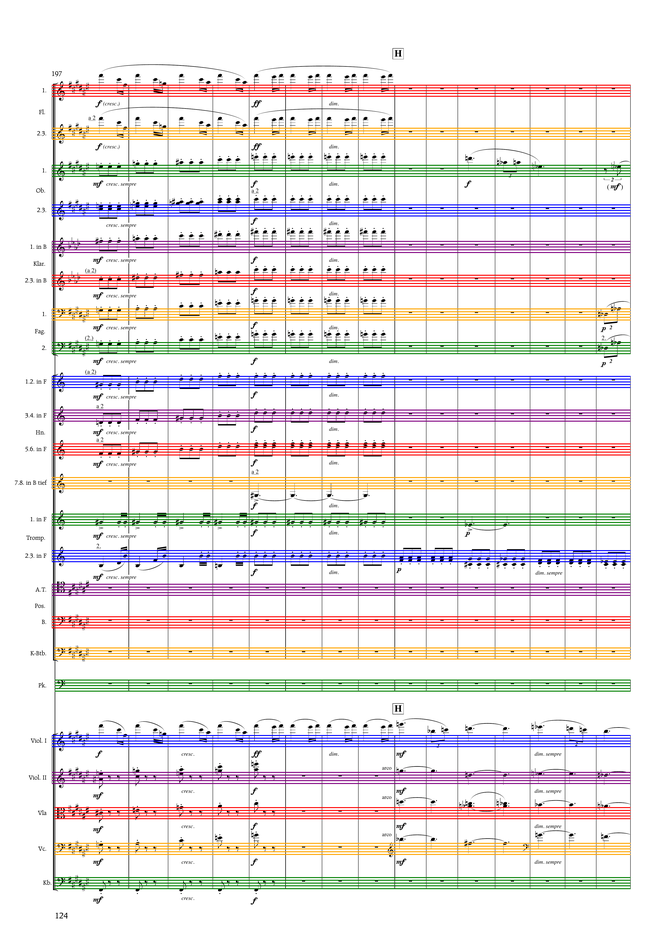 H
197
1.
f (cresc.) ff dim.
Fl.
a 2
2.3.
f (cresc.) ff dim.
1.
mf cresc. sempre f dim. f 3 2 (mf)
Ob.
a 2
2.3.
cresc. sempre f dim.
1. in B
mf cresc. sempre f dim.
Klar.
(a 2)
2.3. in B
mf cresc. sempre f dim.
1.
mf cresc. sempre f dim. p 2
Fag.
(2.)
2.
mf cresc. sempre f dim. p 2
(a 2)
1.2. in F
mf cresc. sempre f dim.
a 2
3.4. in F
mf cresc. sempre f dim.
Hn.
a 2
5.6. in F
mf cresc. sempre f dim.
a 2
7.8. in B tief
f dim.
1. in F
mf cresc. sempre f dim. p
Tromp.
2.
2.3. in F
mf cresc. sempre f dim. p dim. sempre
A.T.
Pos.
B.
K-Btb.
Pk.
H
Viol. I
f cresc. ff dim. mf 2 dim. sempre 2
arco
Viol. II
mf cresc. f mf dim. sempre
arco
Vla
mf cresc. f mf dim. sempre
arco
Vc.
mf cresc. f mf dim. sempre
Kb.
mf cresc. f
124